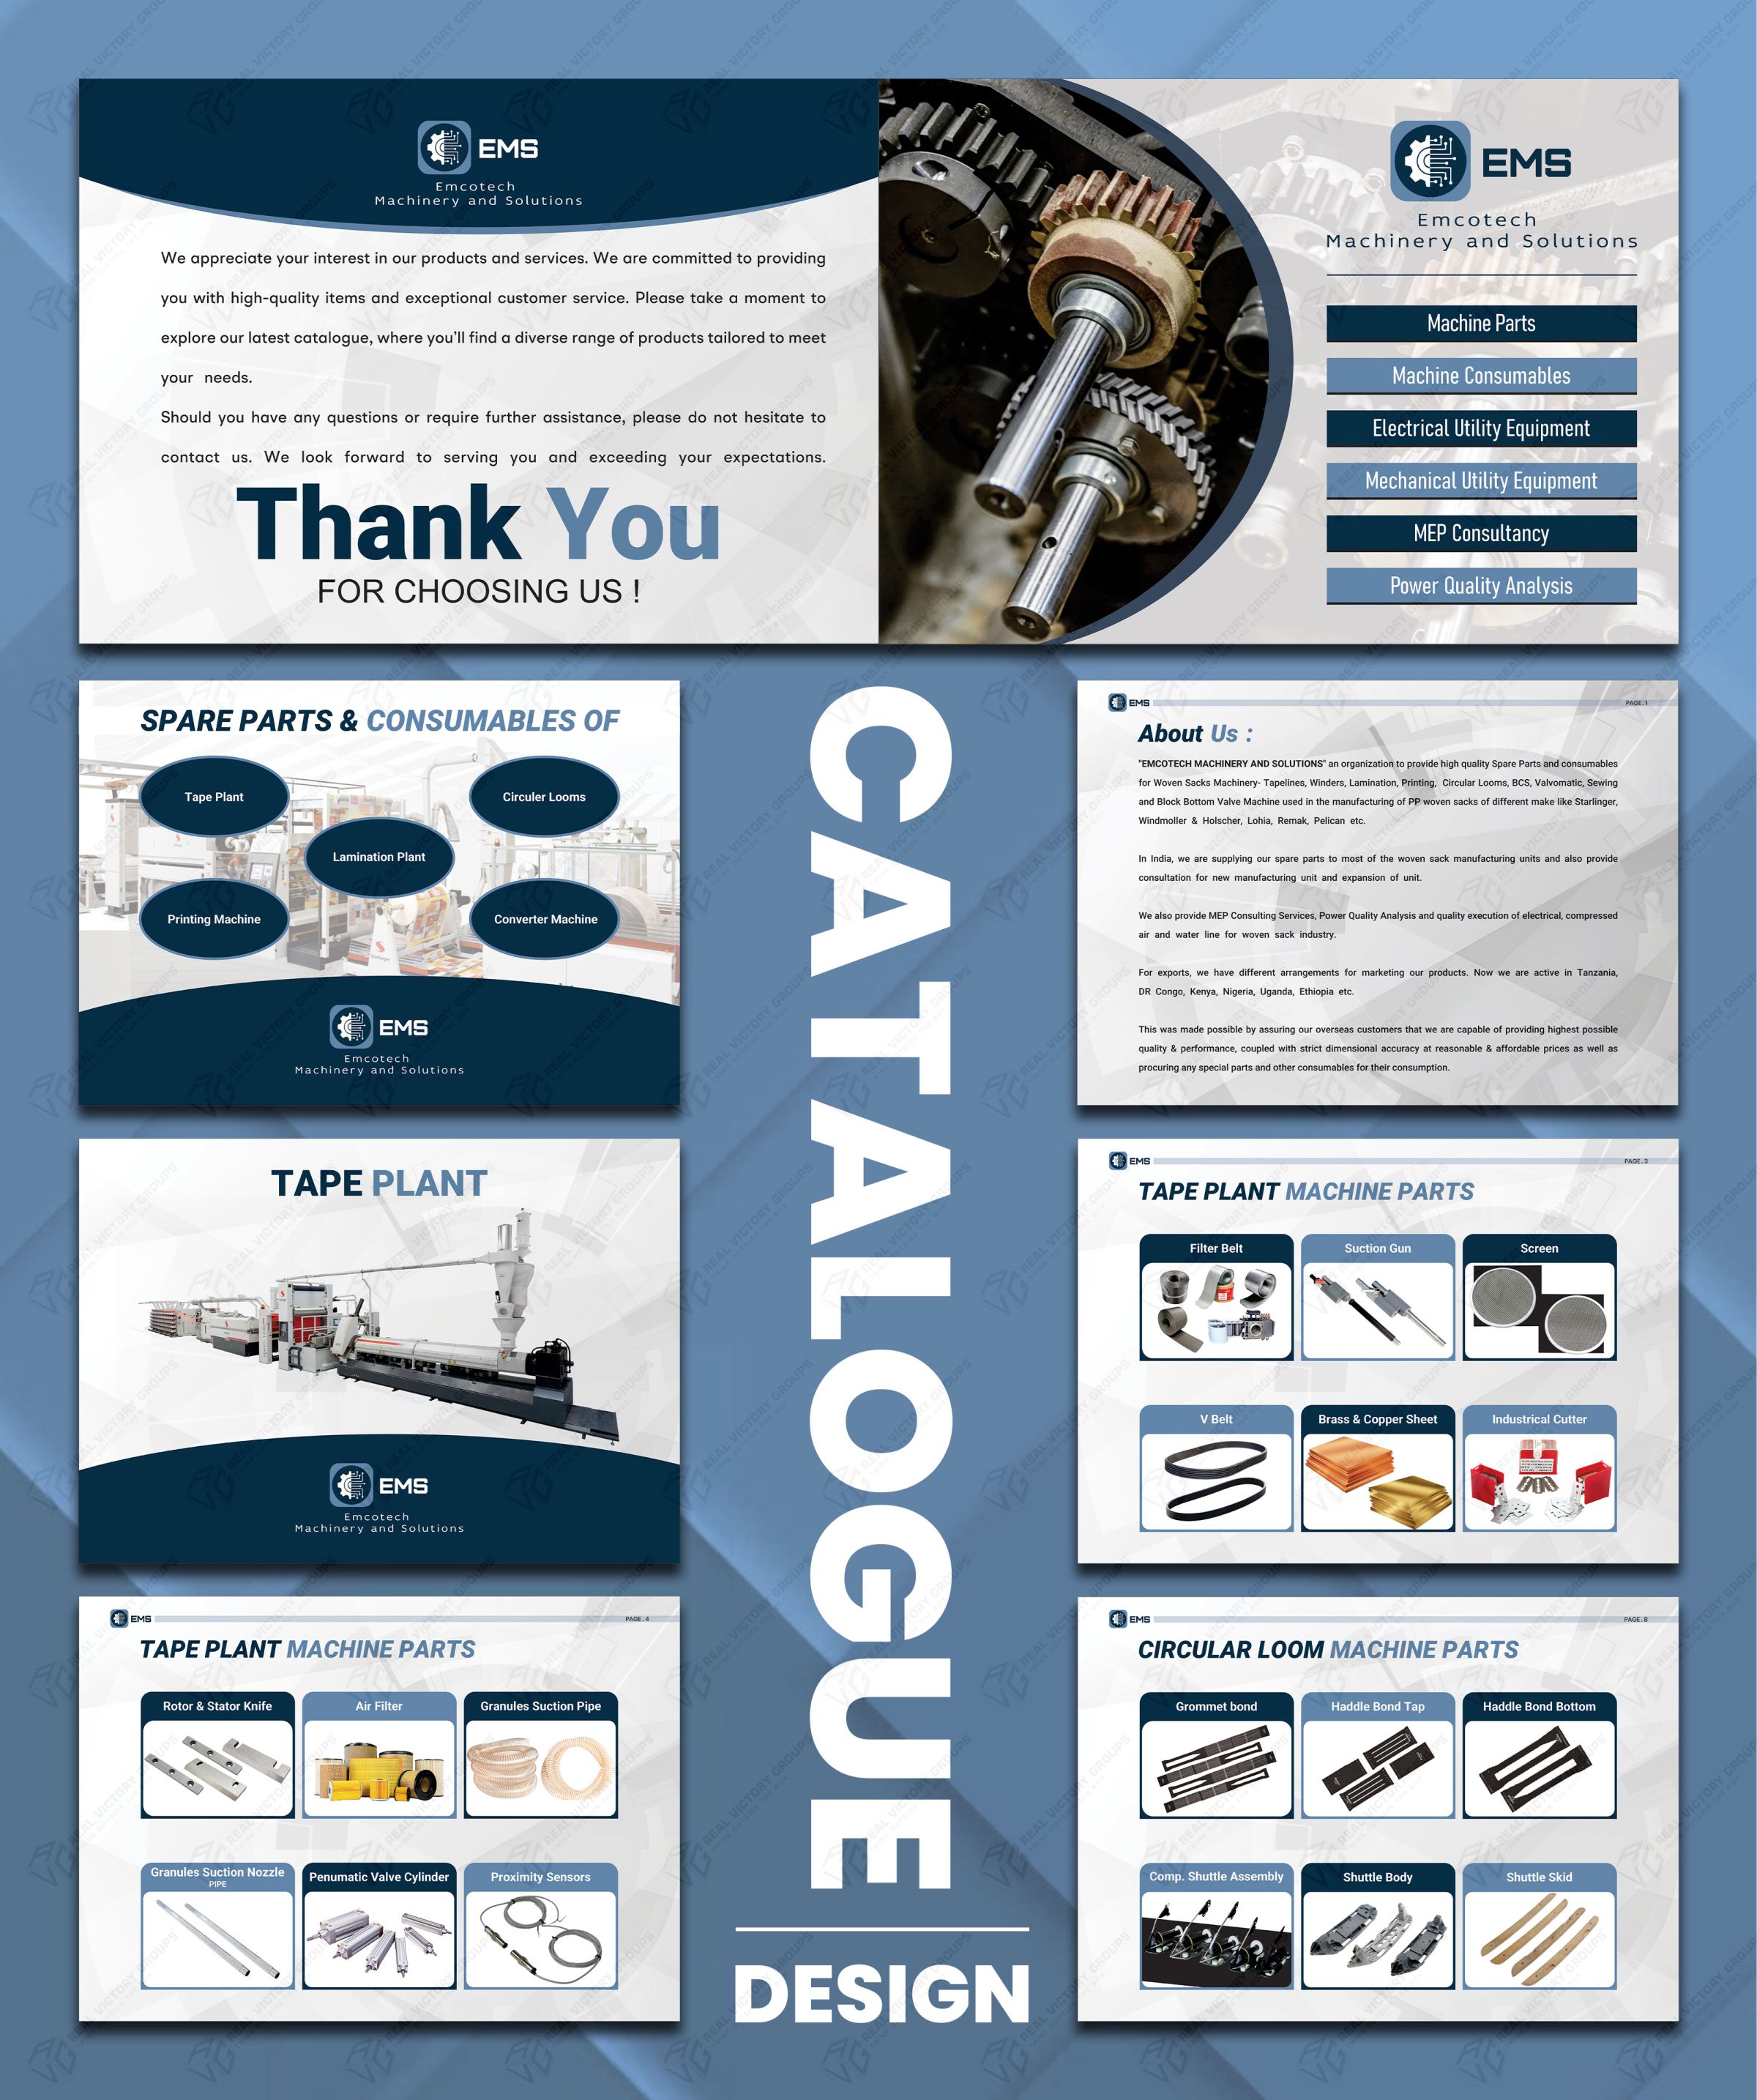 EMS
Emcotech
Machinery and Solutions
We appreciate your interest in our products and services. We are committed to providing
you with high-quality items and exceptional customer service. Please take a moment to
explore our latest catalogue, where you'll find a diverse range of products tailored to meet
your needs.
Should you have any questions or require further assistance, please do not hesitate to
contact us. We look forward to serving you and exceeding your expectations.
Thank You
FOR CHOOSING US !
EMS
Emcotech
Machinery and Solutions
Machine Parts
Machine Consumables
Electrical Utility Equipment
Mechanical Utility Equipment
MEP Consultancy
Power Quality Analysis
SPARE PARTS & CONSUMABLES OF
Tape Plant
Circuler Looms
Lamination Plant
Printing Machine
Converter Machine
EMS
Emcotech
Machinery and Solutions
EMS
PAGE.1
About Us :
"EMCOTECH MACHINERY AND SOLUTIONS" an organization to provide high quality Spare Parts and consumables
for Woven Sacks Machinery- Tapelines, Winders, Lamination, Printing, Circular Looms, BCS, Valvomatic, Sewing
and Block Bottom Valve Machine used in the manufacturing of PP woven sacks of different make like Starlinger,
Windmoller & Holscher, Lohia, Remak, Pelican etc.
In India, we are supplying our spare parts to most of the woven sack manufacturing units and also provide
consultation for new manufacturing unit and expansion of unit.
We also provide MEP Consulting Services, Power Quality Analysis and quality execution of electrical, compressed
air and water line for woven sack industry.
For exports, we have different arrangements for marketing our products. Now we are active in Tanzania,
DR Congo, Kenya, Nigeria, Uganda, Ethiopia etc.
This was made possible by assuring our overseas customers that we are capable of providing highest possible
quality & performance, coupled with strict dimensional accuracy at reasonable & affordable prices as well as
procuring any special parts and other consumables for their consumption.
TAPE PLANT
EMS
Emcotech
Machinery and Solutions
EMS
PAGE.3
TAPE PLANT MACHINE PARTS
Filter Belt
Suction Gun
Screen
V Belt
Brass & Copper Sheet
Industrical Cutter
EMS
PAGE.4
TAPE PLANT MACHINE PARTS
Rotor & Stator Knife
Air Filter
Granules Suction Pipe
Granules Suction Nozzle
PIPE
Penumatic Valve Cylinder
Proximity Sensors
EMS
PAGE.8
CIRCULAR LOOM MACHINE PARTS
Grommet bond
Haddle Bond Tap
Haddle Bond Bottom
Comp. Shuttle Assembly
Shuttle Body
Shuttle Skid
CATALOGUE
DESIGN
REAL VICTORY GROUPS